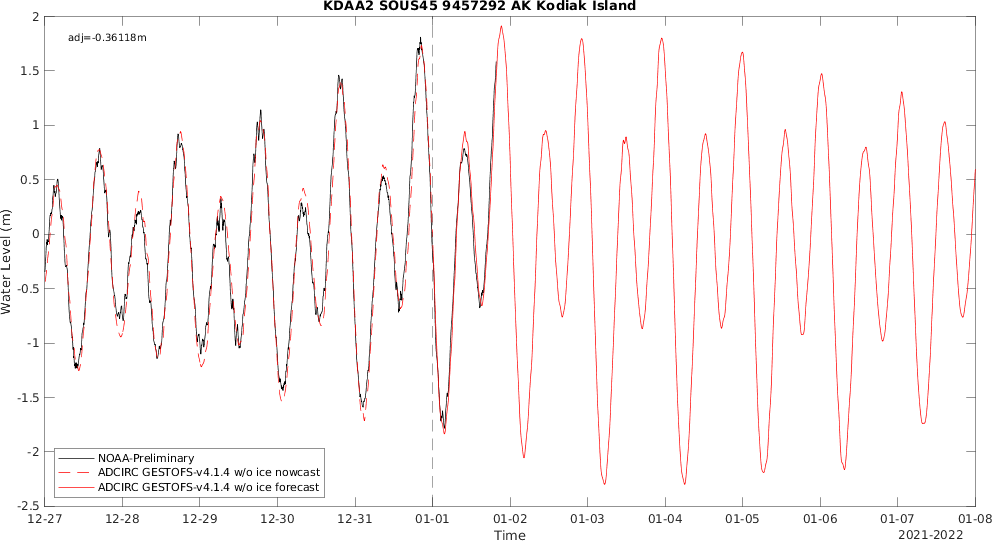 KDAA2 SOUS45 9457292 AK Kodiak Island
adj=-0.36118m
2
1.5
1
0.5
0
-0.5
-1
-1.5
-2
-2.5
Water Level (m)
NOAA-Preliminary
ADCIRC GESTOFS-v4.1.4 w/o ice nowcast
ADCIRC GESTOFS-v4.1.4 w/o ice forecast
12-27 12-28 12-29 12-30 12-31 01-01 01-02 01-03 01-04 01-05 01-06 01-07 01-08
Time
2021-2022